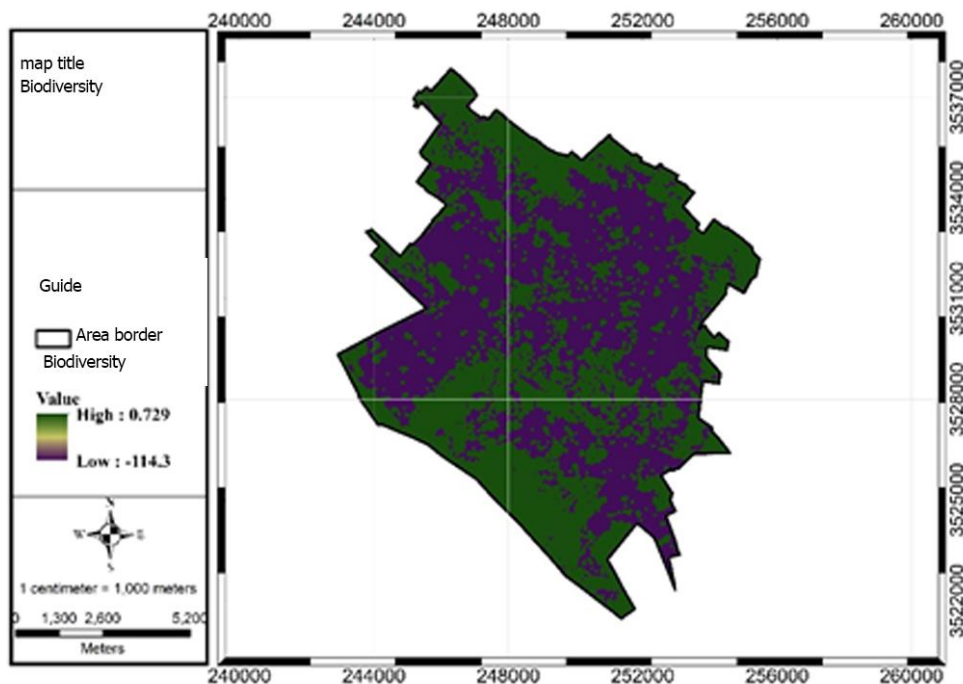 240000 244000 248000 252000 256000 260000
map title
Biodiversity
Guide
Area border
Biodiversity
Value
High : 0.729
Low : -114.3
N
W E
S
1 centimeter = 1,000 meters
0 1,300 2,600 5,200
Meters
3537000
3534000
3531000
3528000
3525000
3522000
240000 244000 248000 252000 256000 260000